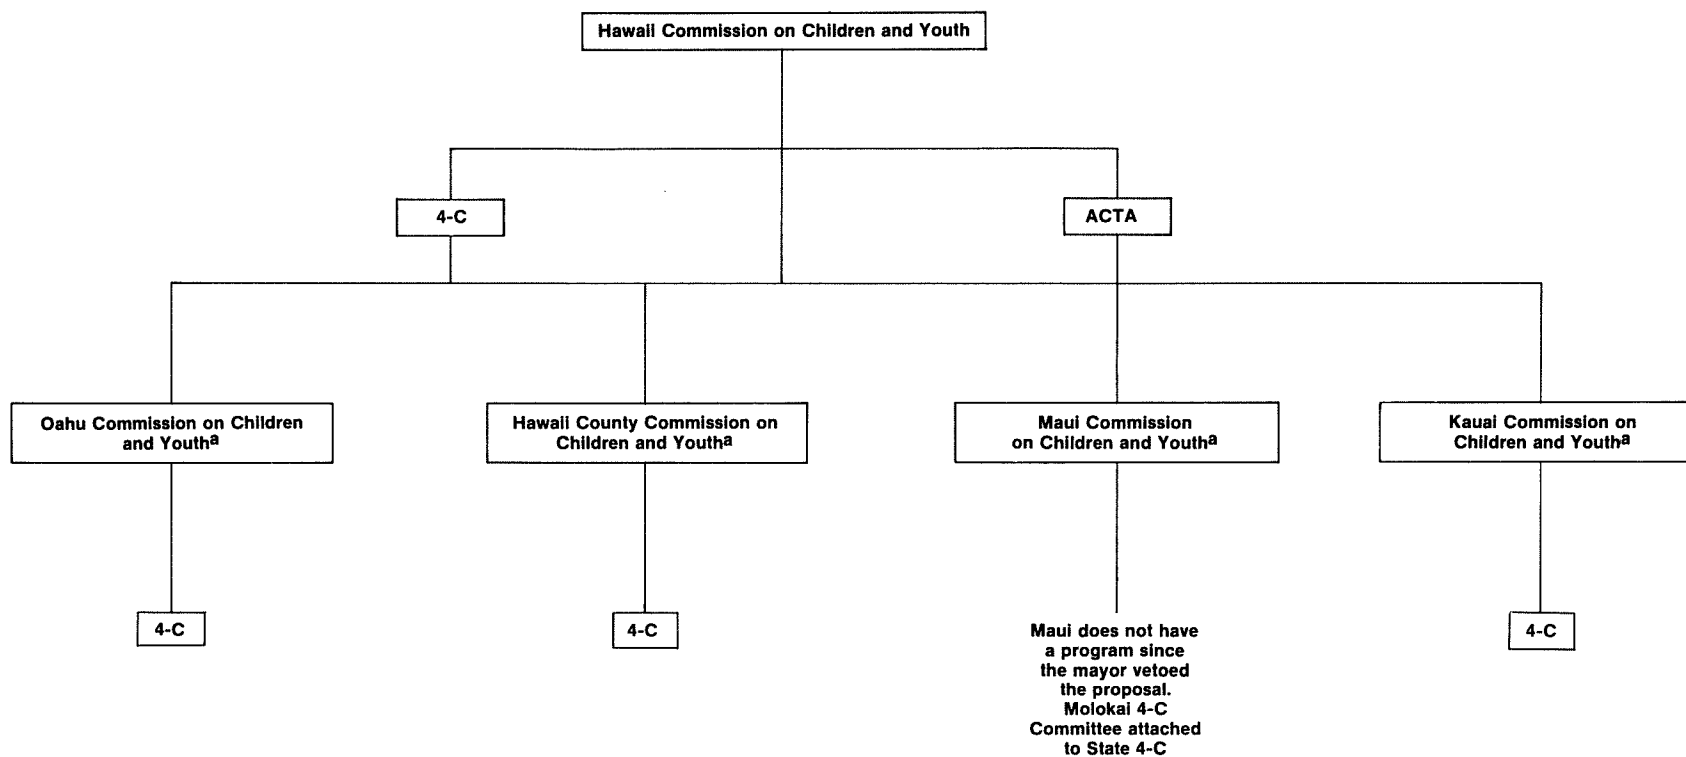 Hawaii Commission on Children and Youth
4-C
ACTA
Oahu Commission on Children
and Youthª
Hawaii County Commission on
Children and Youthª
Maui Commission
on Children and Youthª
Kauai Commission on
Children and Youthª
4-C
4-C
Maui does not have
a program since
the mayor vetoed
the proposal.
Molokai 4-C
Committee attached
to State 4-C
4-C